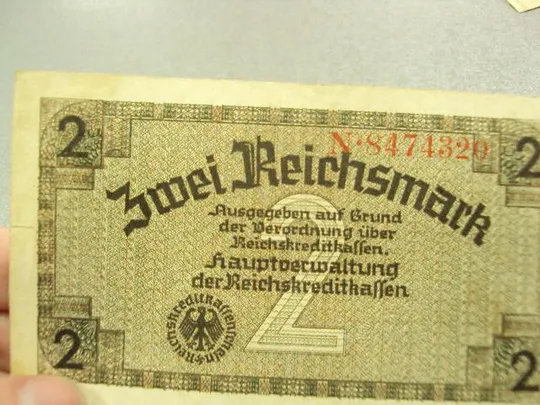 2
N·8474320
2
Zwei Reichsmark
Ausgegeben auf Grund
der Verordnung über
Reichskreditkassen.
Hauptverwaltung
der Reichskreditkassen
2
2
2